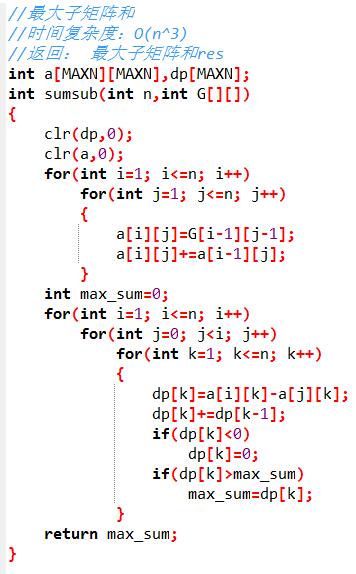 //最大子矩阵和
//时间复杂度：O(n^3)
//返回： 最大子矩阵和res
int a[MAXN][MAXN],dp[MAXN];
int sumsub(int n,int G[][])
{
    clr(dp,0);
    clr(a,0);
    for(int i=1; i<=n; i++)
        for(int j=1; j<=n; j++)
        {
            a[i][j]=G[i-1][j-1];
            a[i][j]+=a[i-1][j];
        }
    int max_sum=0;
    for(int i=1; i<=n; i++)
        for(int j=0; j<i; j++)
            for(int k=1; k<=n; k++)
            {
                dp[k]=a[i][k]-a[j][k];
                dp[k]+=dp[k-1];
                if(dp[k]<0)
                    dp[k]=0;
                if(dp[k]>max_sum)
                    max_sum=dp[k];
            }
    return max_sum;
}